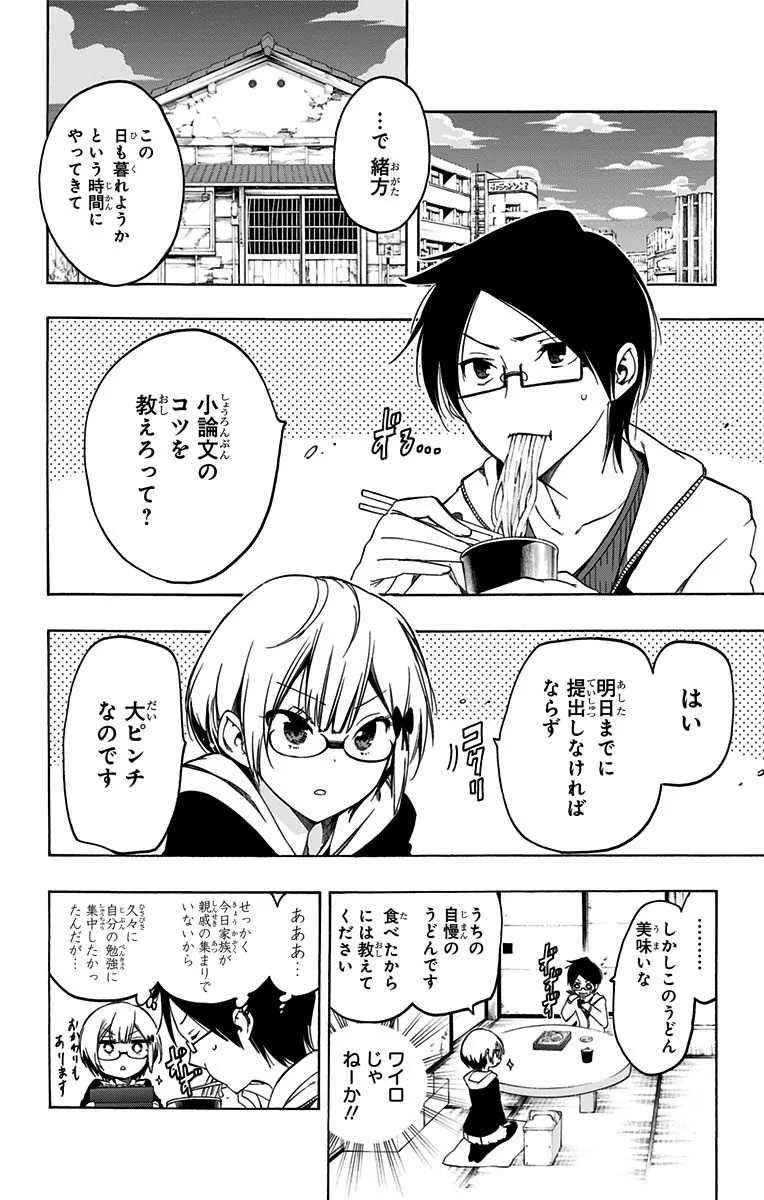 …で 緒方
この
日も暮れようか
という時間に
やってきて
小論文の
コツを
教えろって？
ずる…
はい
明日までに
提出しなければ
ならず
大ピンチ
なのです
………
しかしこのうどん
美味いな
うちの
自慢の
うどんです
食べたから
には教えて
ください
ワイロ
じゃ
ねーか!!
あああ…
せっかく
今日家族が
親戚の集まりで
いないから
久々に
自分の勉強に
集中したかっ
たんだが…
おかわりも
あります